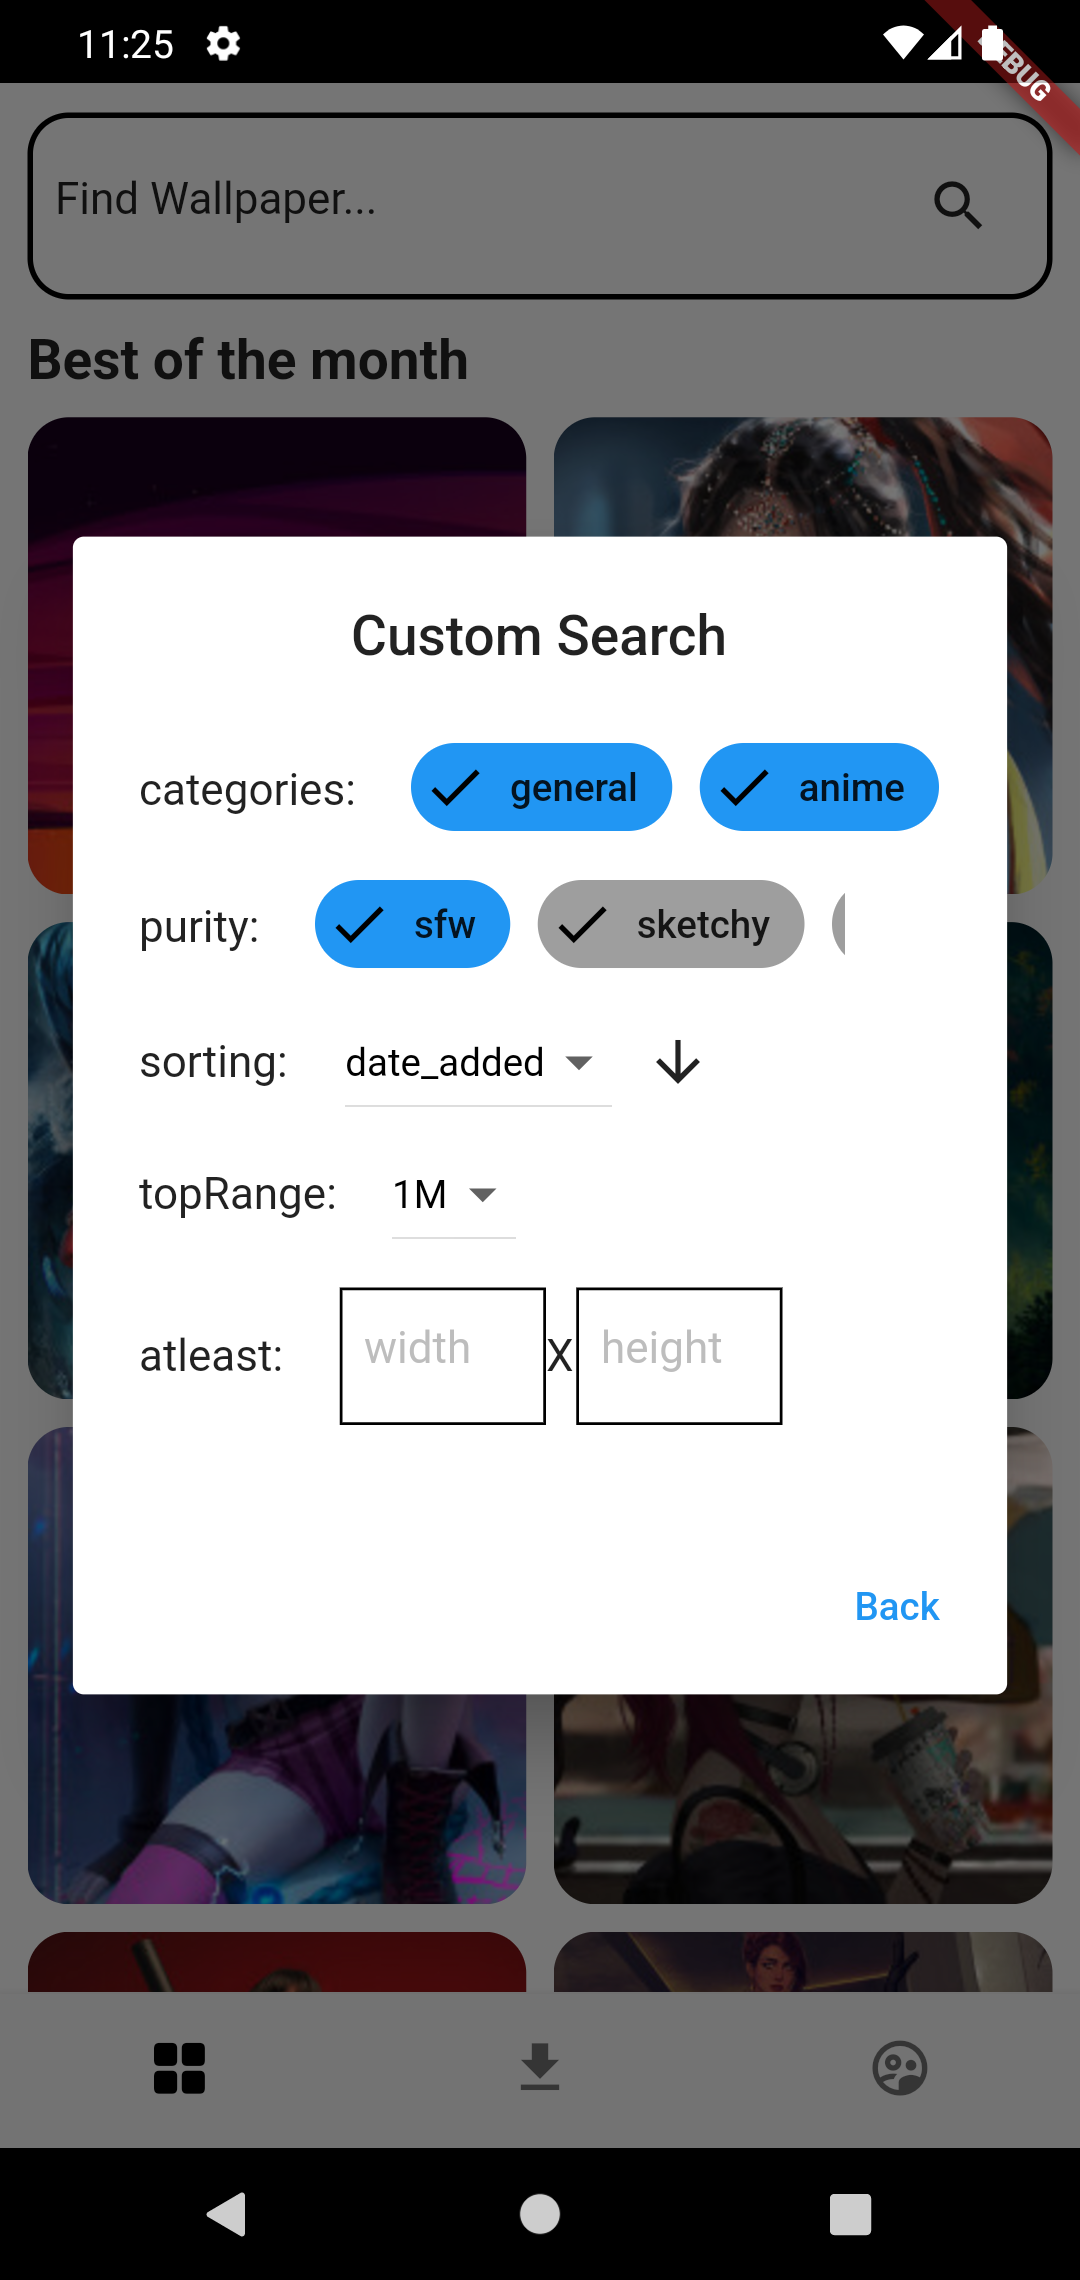 11:25
EBUG
Find Wallpaper...
Best of the month
Custom Search
categories: general anime
purity: sfw sketchy
sorting: date_added
topRange: 1M
atleast: width X height
Back